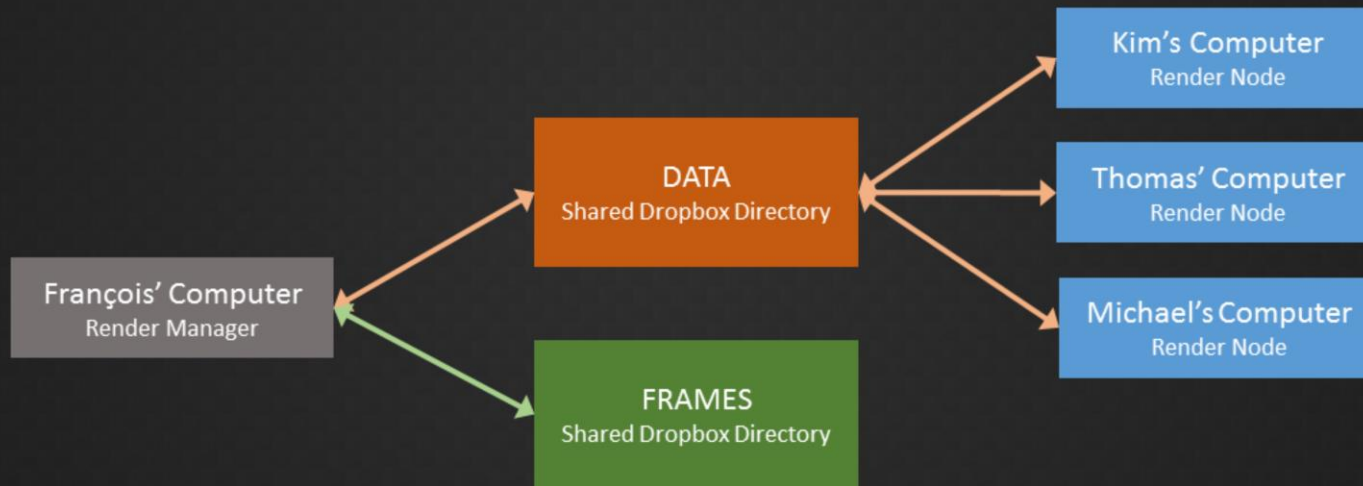 François' Computer
Render Manager
DATA
Shared Dropbox Directory
FRAMES
Shared Dropbox Directory
Kim's Computer
Render Node
Thomas' Computer
Render Node
Michael's Computer
Render Node